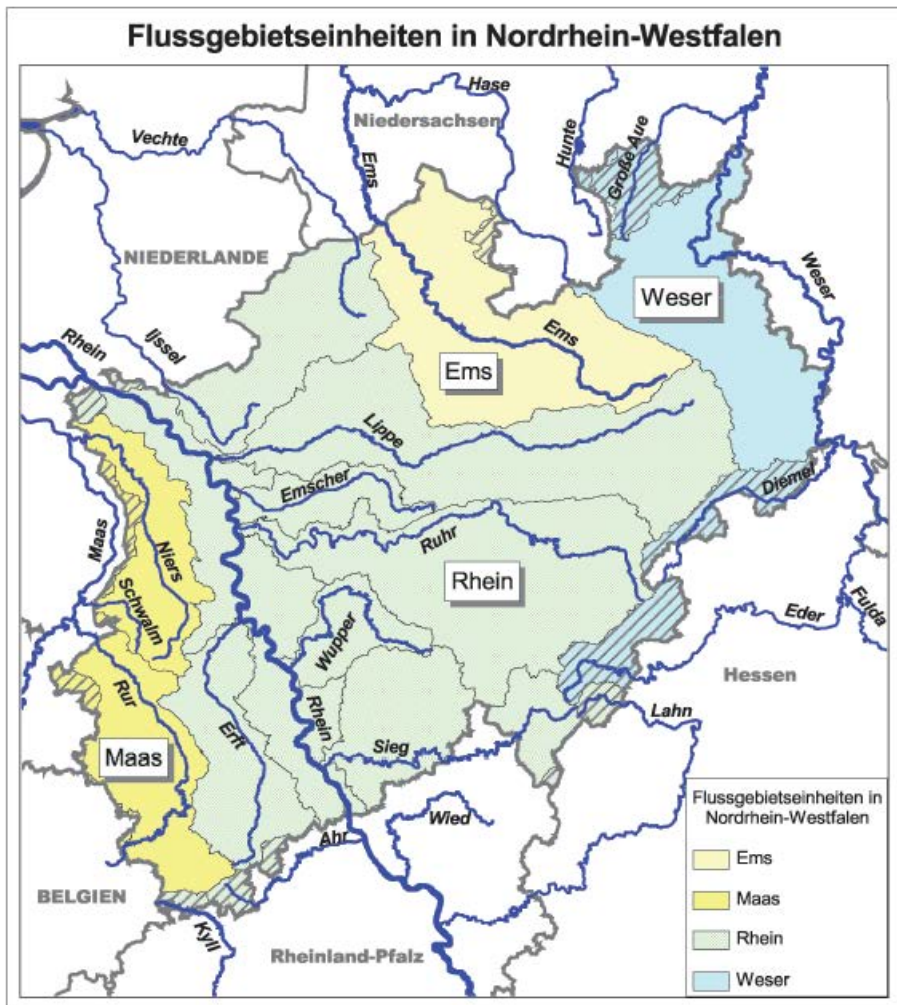 Flussgebietseinheiten in Nordrhein-Westfalen
Hase
Niedersachsen
Vechte
Ems
Hunte
Große Aue
NIEDERLANDE
Weser
Weser
Rhein
Ijssel
Ems
Ems
Lippe
Emscher
Diemel
Maas
Niers
Ruhr
Rhein
Schwalm
Wupper
Eder
Fulda
Hessen
Rur
Rhein
Lahn
Erft
Sieg
Maas
Wied
Ahr
BELGIEN
Kyll
Rheinland-Pfalz
Flussgebietseinheiten in
Nordrhein-Westfalen
Ems
Maas
Rhein
Weser